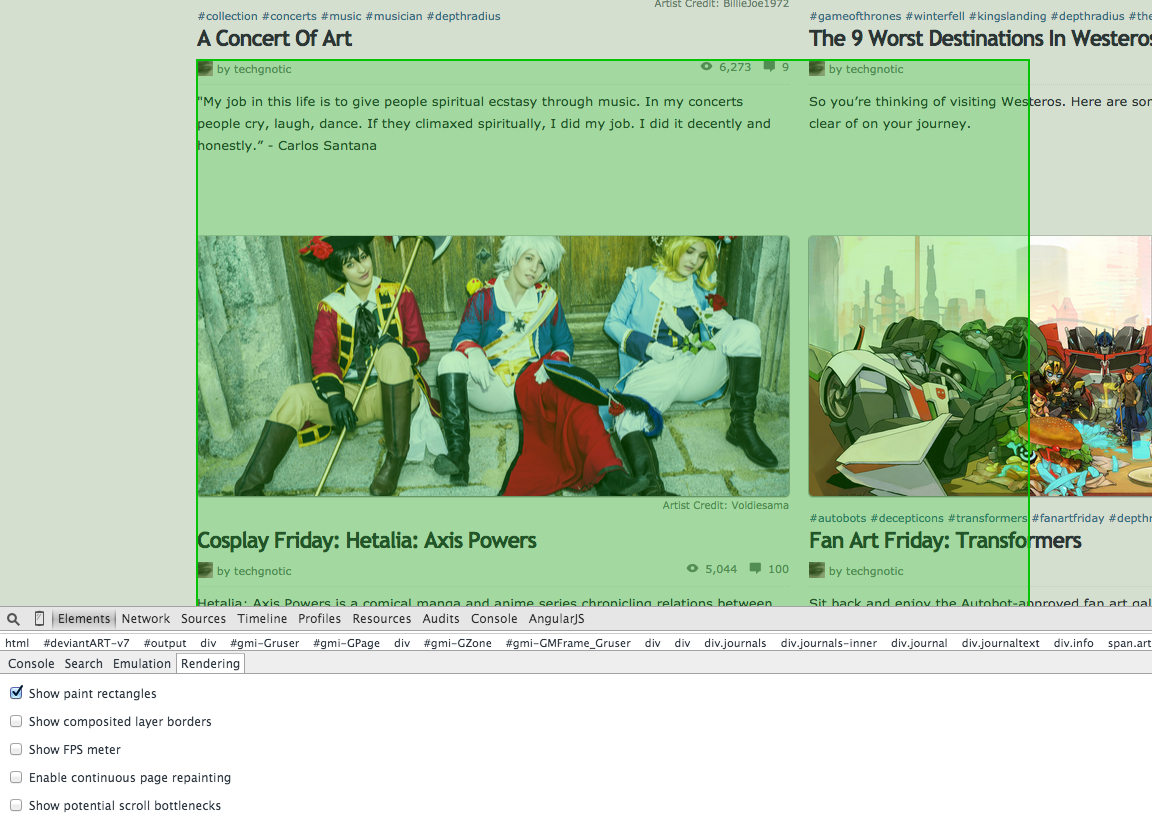 Artist Credit: BillieJoe1972
#collection #concerts #music #musician #depthradius
A Concert Of Art
by techgnotic
6,273 9
"My job in this life is to give people spiritual ecstasy through music. In my concerts
people cry, laugh, dance. If they climaxed spiritually, I did my job. I did it decently and
honestly.” - Carlos Santana
#gameofthrones #winterfell #kingslanding #depthradius #the
The 9 Worst Destinations In Westeros
by techgnotic
So you’re thinking of visiting Westeros. Here are som
clear of on your journey.
Artist Credit: Voldiesama
Cosplay Friday: Hetalia: Axis Powers
by techgnotic
5,044 100
Hetalia: Axis Powers is a comical manga and anime series chronicling relations between
#autobots #decepticons #transformers #fanartfriday #depthr
Fan Art Friday: Transformers
by techgnotic
Sit back and enjoy the Autobot-approved fan art gal
Elements Network Sources Timeline Profiles Resources Audits Console AngularJS
html #deviantART-v7 #output div #gmi-Gruser #gmi-GPage div #gmi-GZone #gmi-GMFrame_Gruser div div div.journals div.journals-inner div.journal div.journaltext div.info span.art
Console Search Emulation Rendering
Show paint rectangles
Show composited layer borders
Show FPS meter
Enable continuous page repainting
Show potential scroll bottlenecks